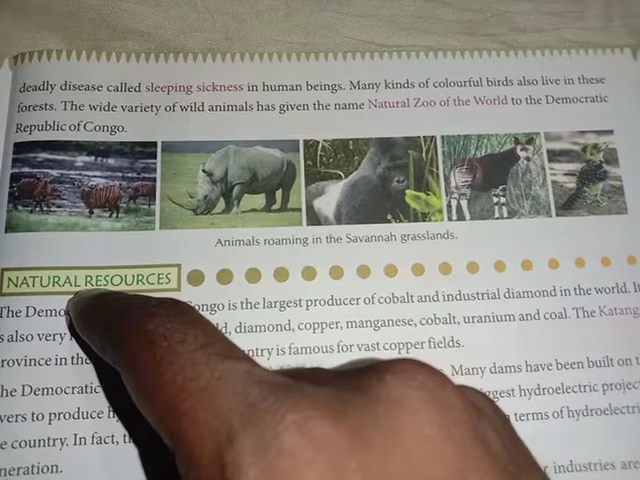 deadly disease called sleeping sickness in human beings. Many kinds of colourful birds also live in these
forests. The wide variety of wild animals has given the name Natural Zoo of the World to the Democratic
Republic of Congo.
Animals roaming in the Savannah grasslands.
NATURAL RESOURCES
The Congo is the largest producer of cobalt and industrial diamond in the world. It
s also very diamond, copper, manganese, cobalt, uranium and coal. The Katang
rovince in the is famous for vast copper fields.
he Democratic Many dams have been built on t
vers to produce biggest hydroelectric project
e country. In fact, terms of hydroelectri
neration. industries are